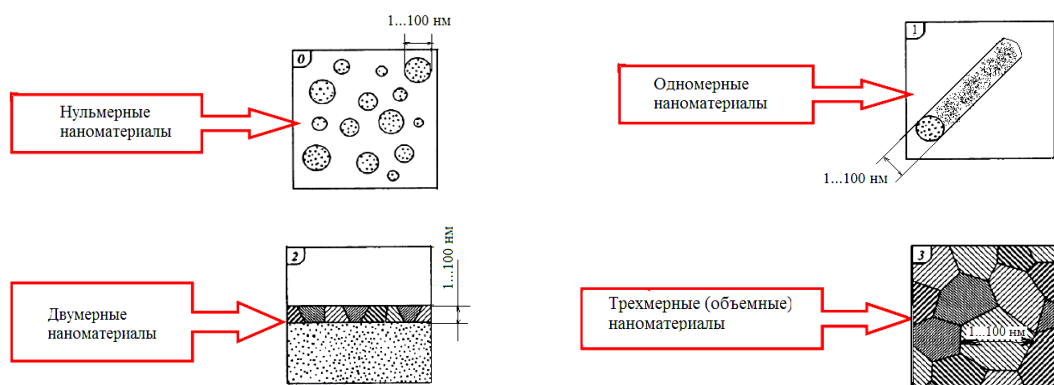 1...100 нм
0
Нульмерные
наноматериалы
1
Одномерные
наноматериалы
1...100 нм
2
1...100 нм
Двумерные
наноматериалы
3
Трехмерные (объемные)
наноматериалы
1...100 нм